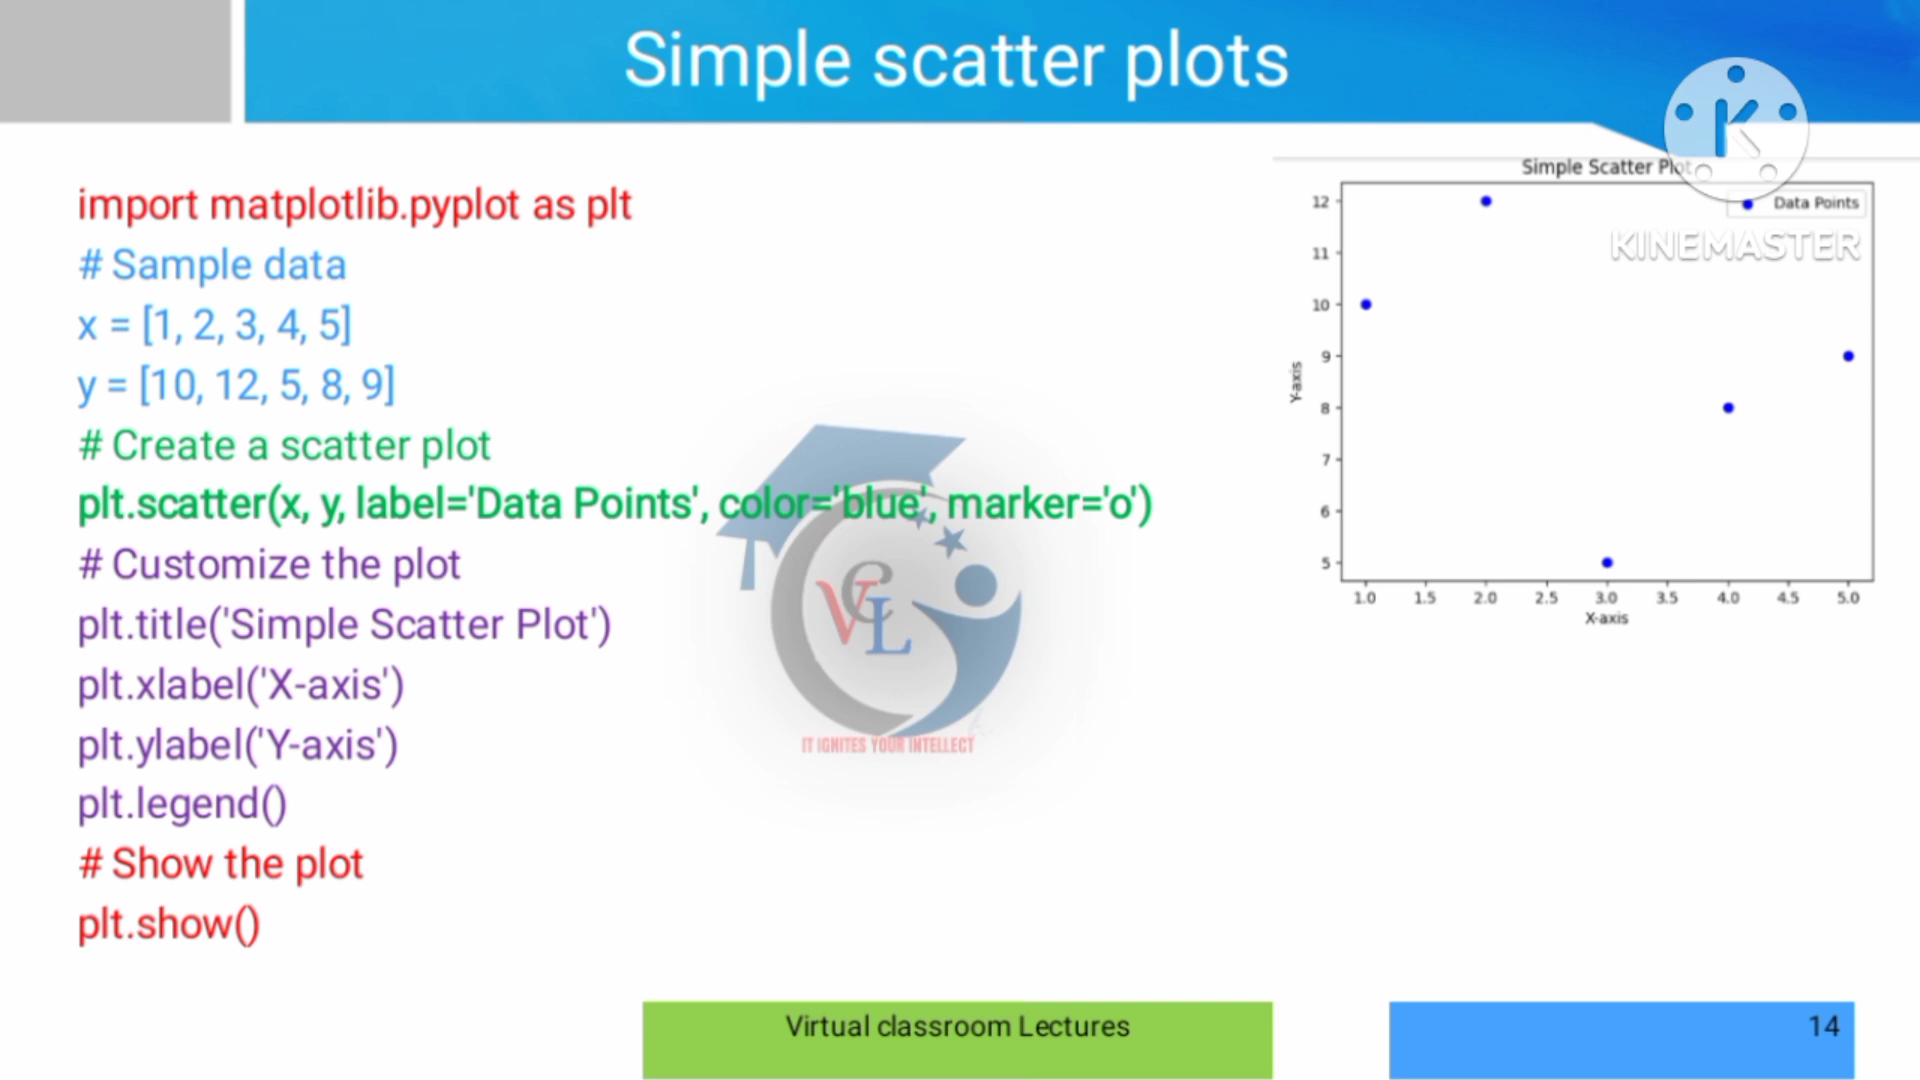 Simple scatter plots
import matplotlib.pyplot as plt
# Sample data
x = [1, 2, 3, 4, 5]
y = [10, 12, 5, 8, 9]
# Create a scatter plot
plt.scatter(x, y, label='Data Points', color='blue', marker='o')
# Customize the plot
plt.title('Simple Scatter Plot')
plt.xlabel('X-axis')
plt.ylabel('Y-axis')
plt.legend()
# Show the plot
plt.show()
Simple Scatter Plot
Data Points
KINEMASTER
12
11
10
9
8
7
6
5
Y-axis
1.0 1.5 2.0 2.5 3.0 3.5 4.0 4.5 5.0
X-axis
VCL
IT IGNITES YOUR INTELLECT
Virtual classroom Lectures
14